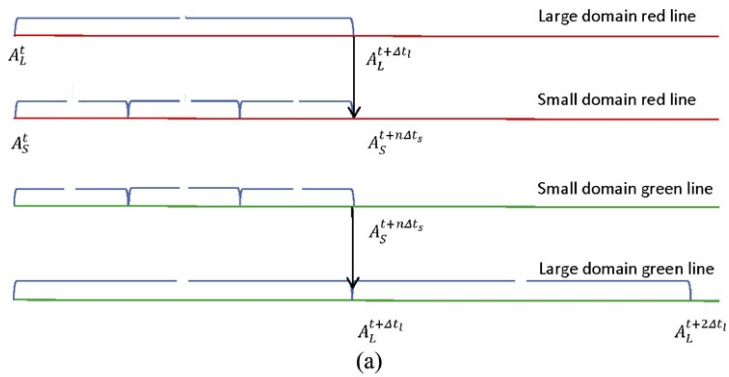 Large domain red line
A_L^t A_L^{t+Δt_l}
Small domain red line
A_S^t A_S^{t+nΔt_s}
Small domain green line
A_S^{t+nΔt_s}
Large domain green line
A_L^{t+Δt_l} A_L^{t+2Δt_l}
(a)